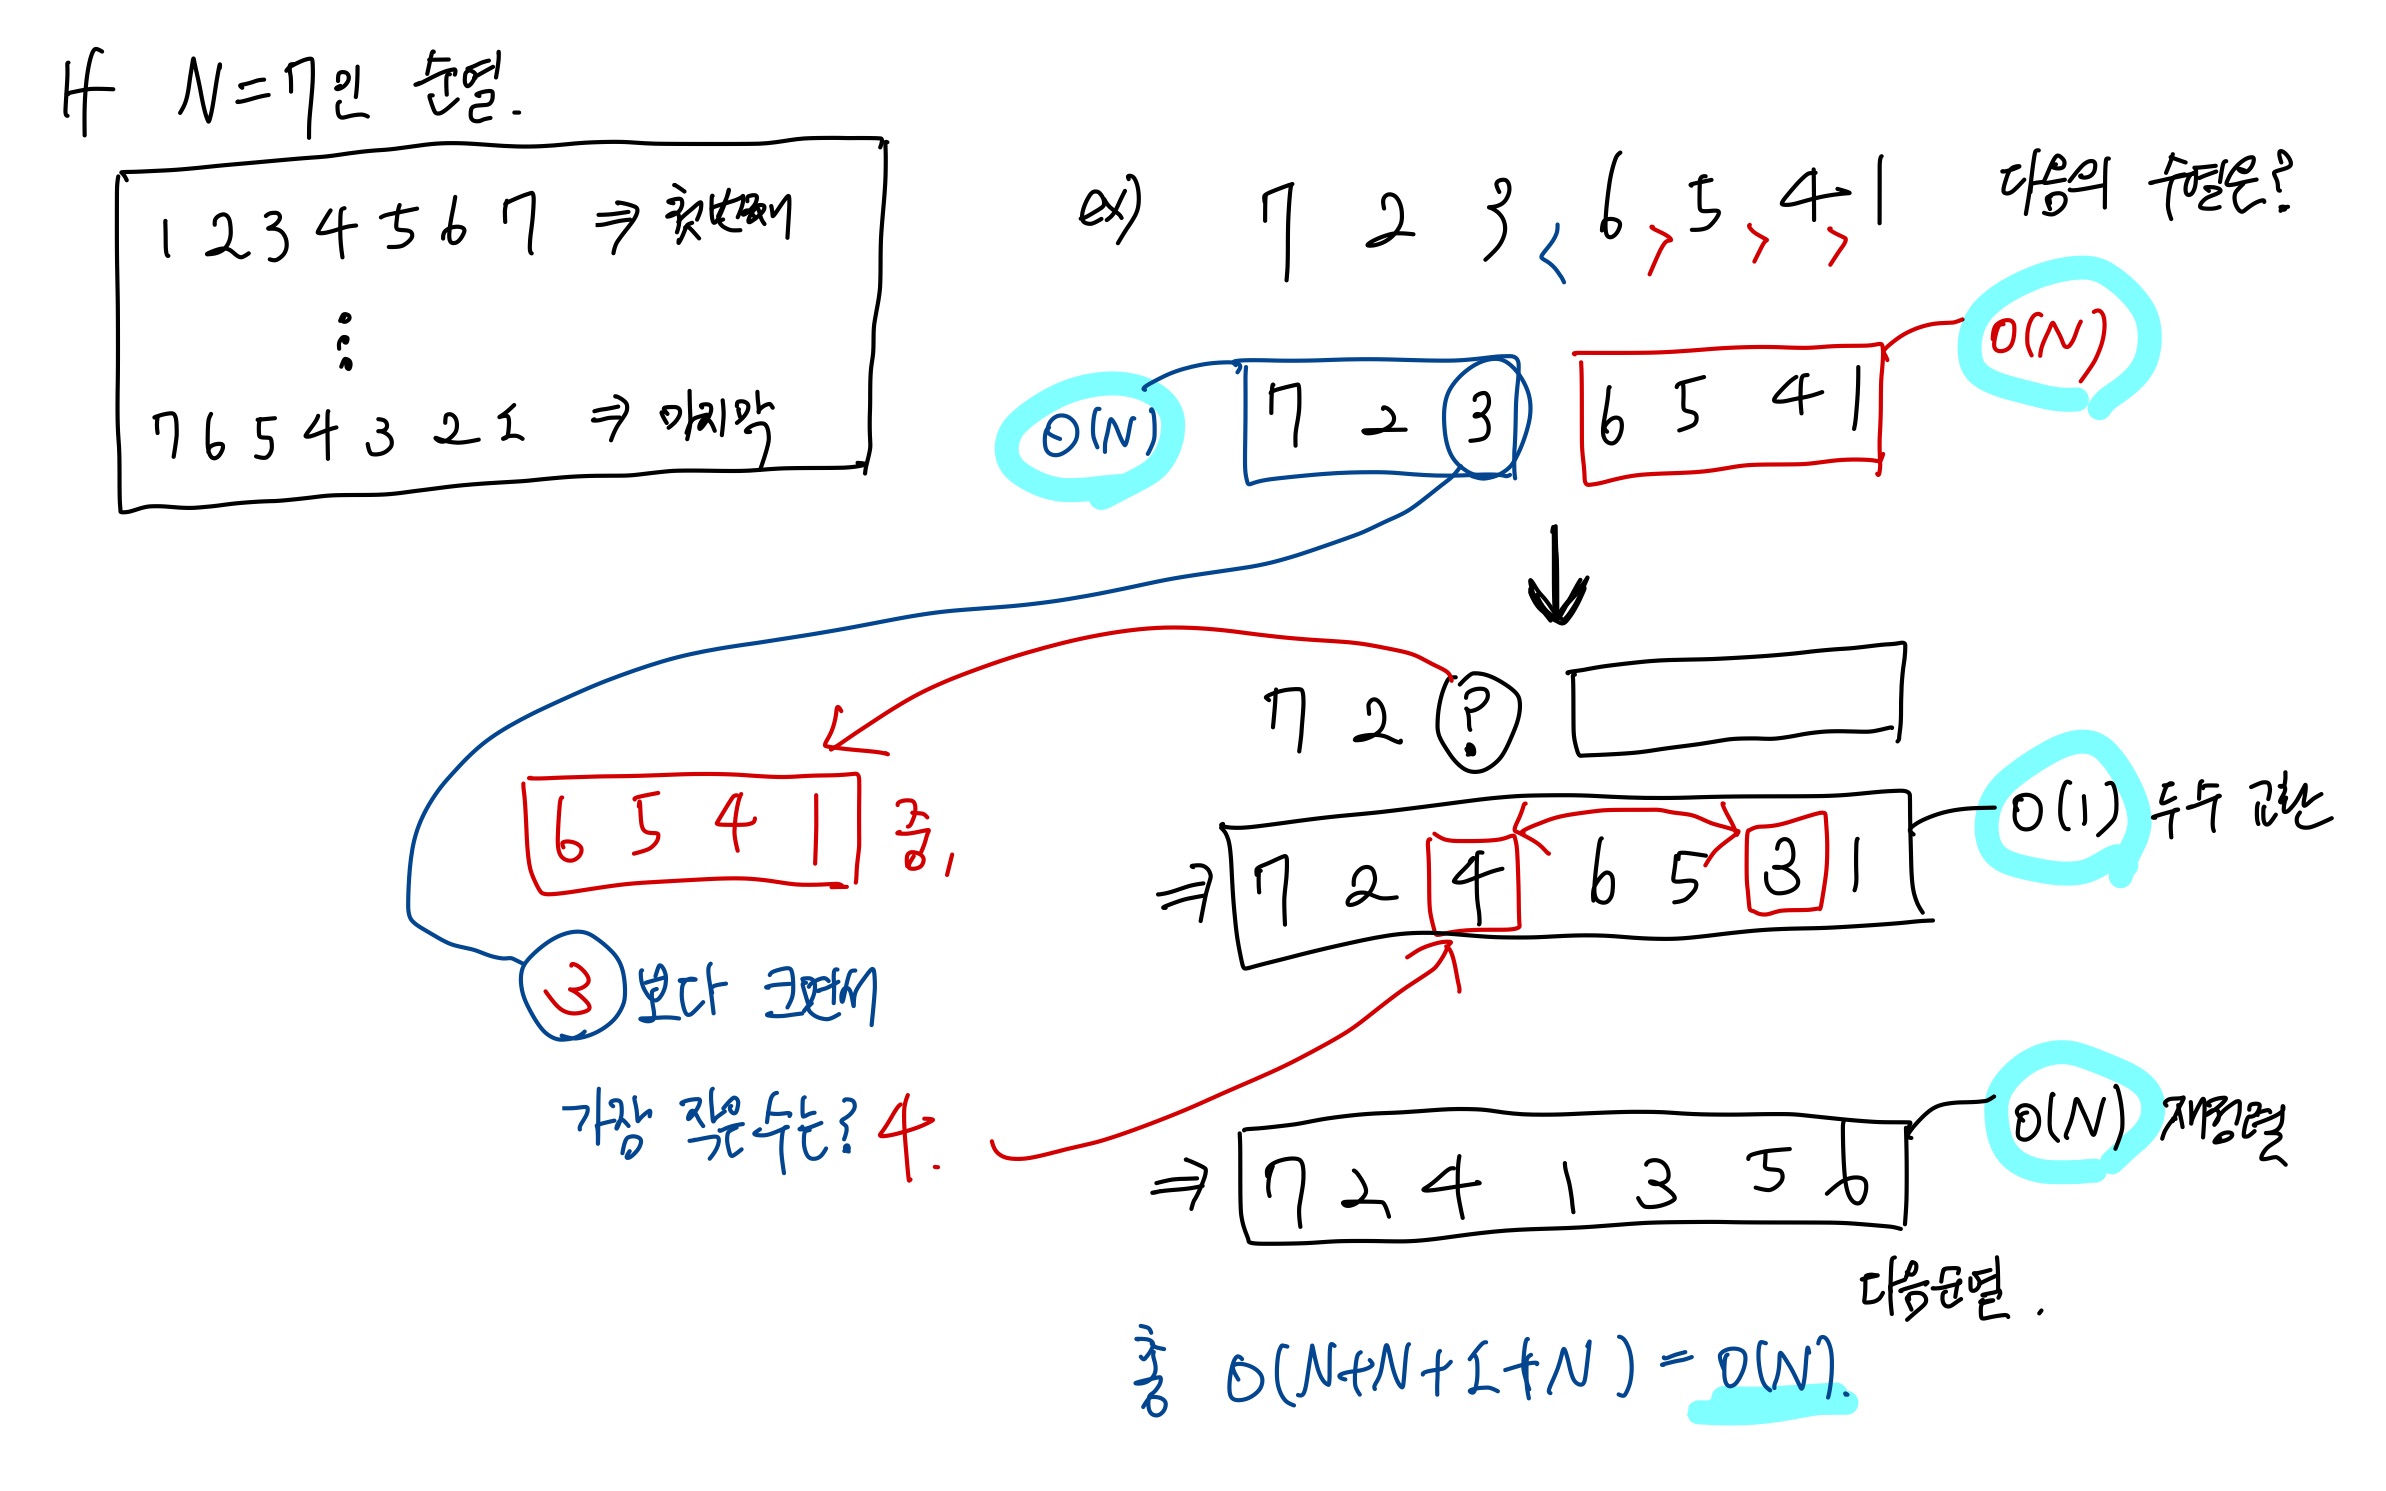 # N=7인 순열.
1 2 3 4 5 6 7 ⇒ 첫번째
⋮
7 6 5 4 3 2 1 ⇒ 마지막
ex) 7 2 3 < 6 > 5 > 4 > 1 다음의 순열은?
O(N) 7 2 3 6 5 4 1 O(N)
7 2 ?
6 5 4 1 중,
⇒ 7 2 4 6 5 3 1 O(1) 두수 교환
3 보다 크면서
가장 작은 수는? 4.
⇒ 7 2 4 1 3 5 6 O(N) 재배열
다음순열.
총 O(N+N+1+N) = O(N).